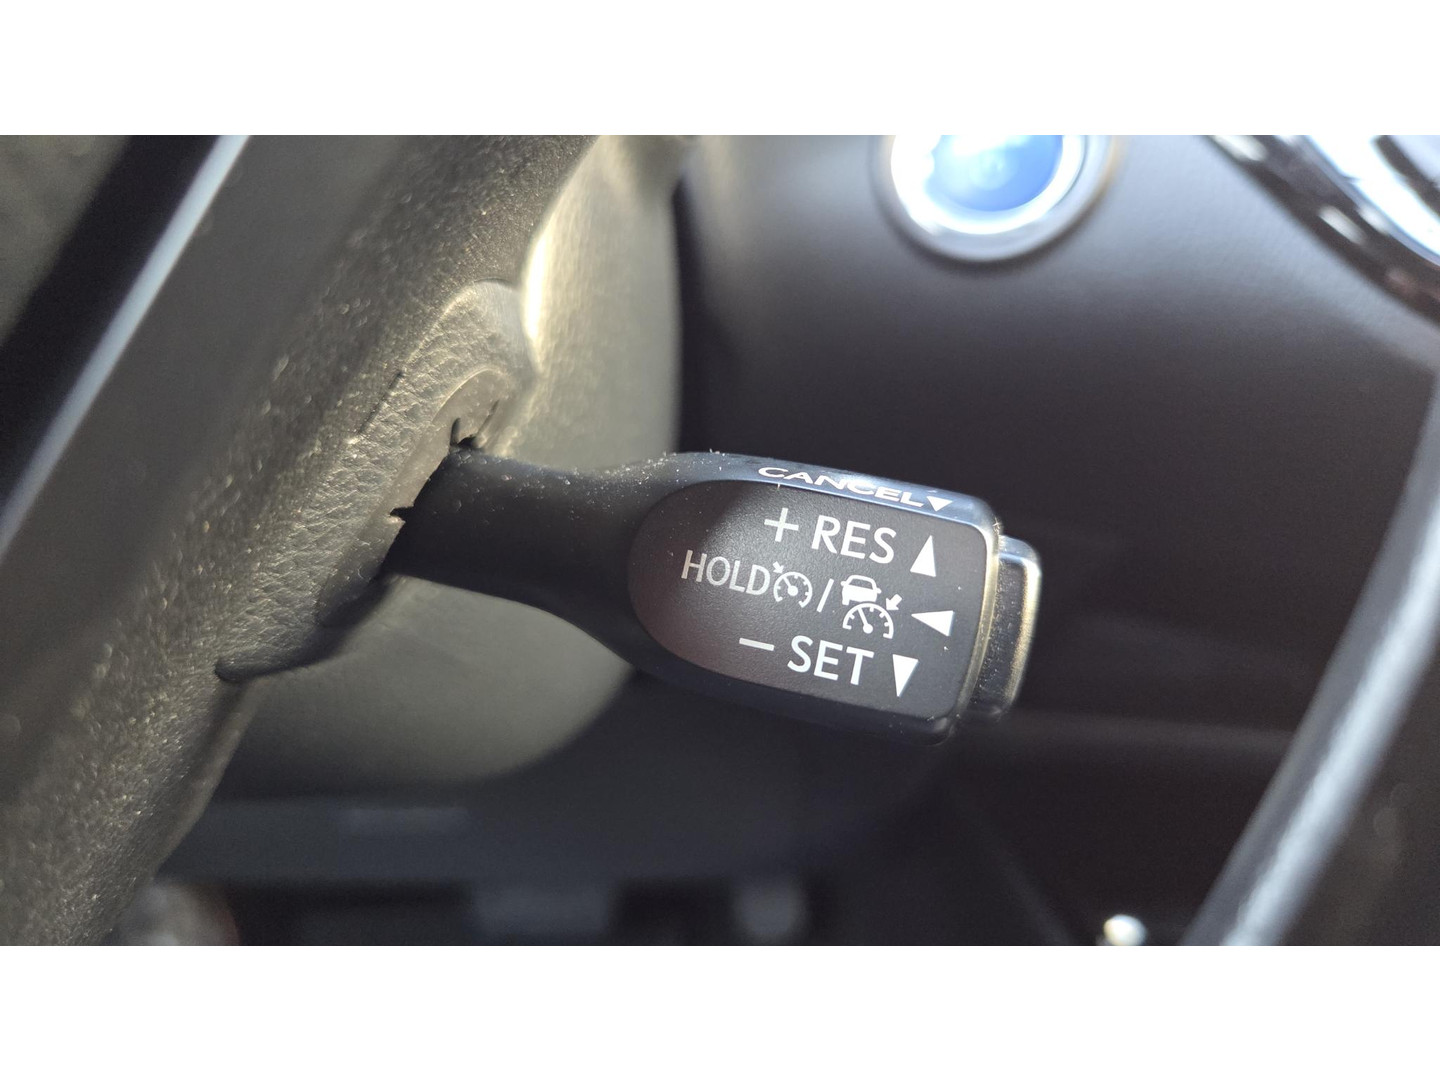 CANCEL▼
+ RES ▲
HOLD / ◀
– SET ▼